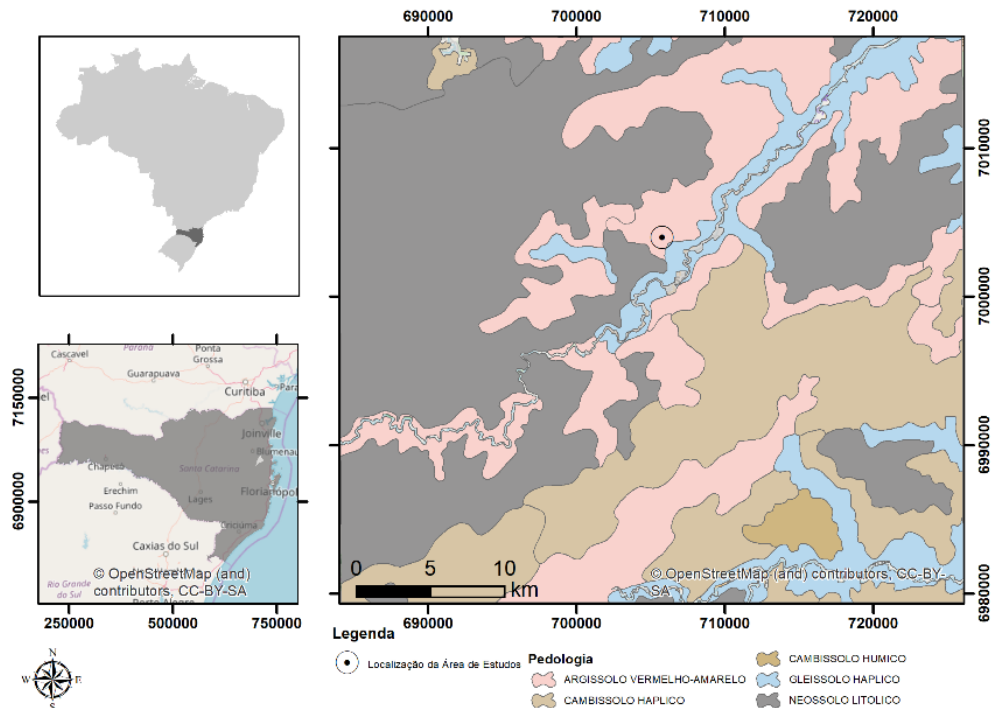 690000 700000 710000 720000
7010000
7000000
6990000
6980000
690000 700000 710000 720000
0 5 10
km
© OpenStreetMap (and) contributors, CC-BY-
SA
7150000
6900000
Cascavel
Paraná
Ponta
Grossa
Guarapuava
Curitiba
Joinville
Blumenau
Chapecó
Santa Catarina
Erechim
Lages
Florianópol
Passo Fundo
Criciúma
Caxias do Sul
© OpenStreetMap (and)
contributors, CC-BY-SA
Rio Grande
do Sul
250000 500000 750000
N
W E
S
Legenda
Localização da Área de Estudos
Pedologia
ARGISSOLO VERMELHO-AMARELO
CAMBISSOLO HAPLICO
CAMBISSOLO HUMICO
GLEISSOLO HAPLICO
NEOSSOLO LITOLICO